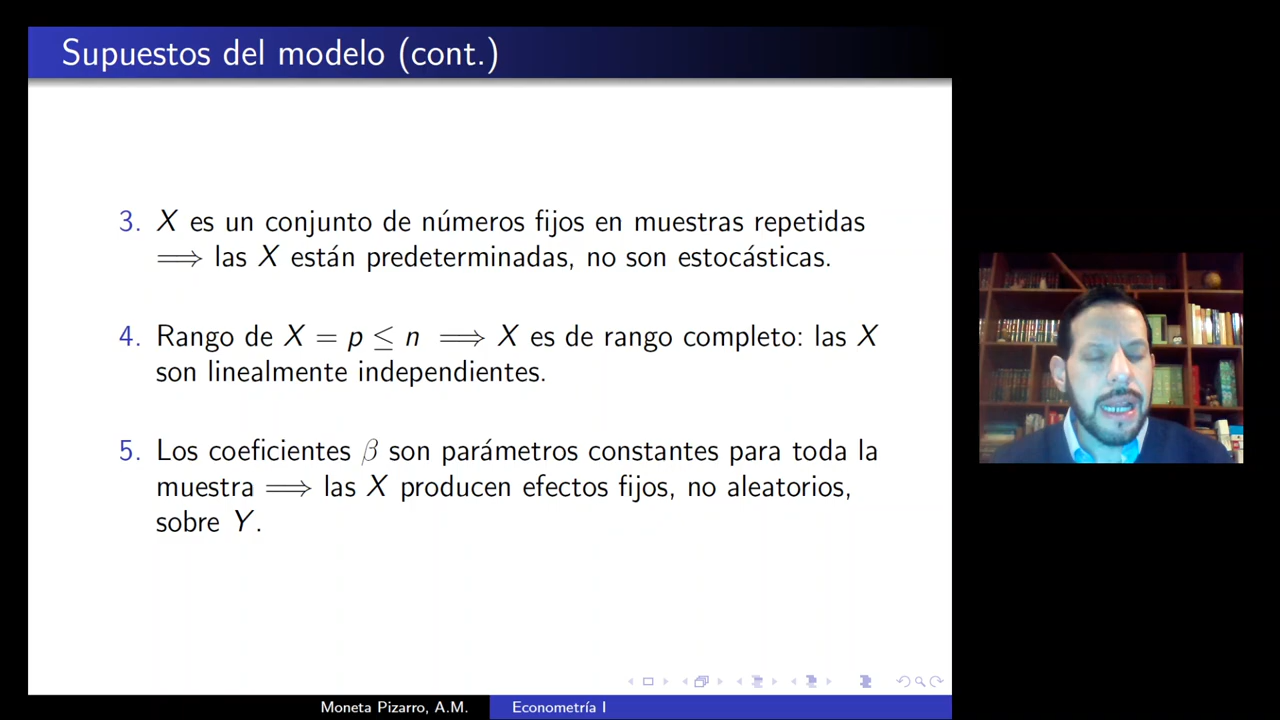 Supuestos del modelo (cont.)
3. X es un conjunto de números fijos en muestras repetidas
⟹ las X están predeterminadas, no son estocásticas.
4. Rango de X = p ≤ n ⟹ X es de rango completo: las X
son linealmente independientes.
5. Los coeficientes β son parámetros constantes para toda la
muestra ⟹ las X producen efectos fijos, no aleatorios,
sobre Y.
Moneta Pizarro, A.M. Econometría I